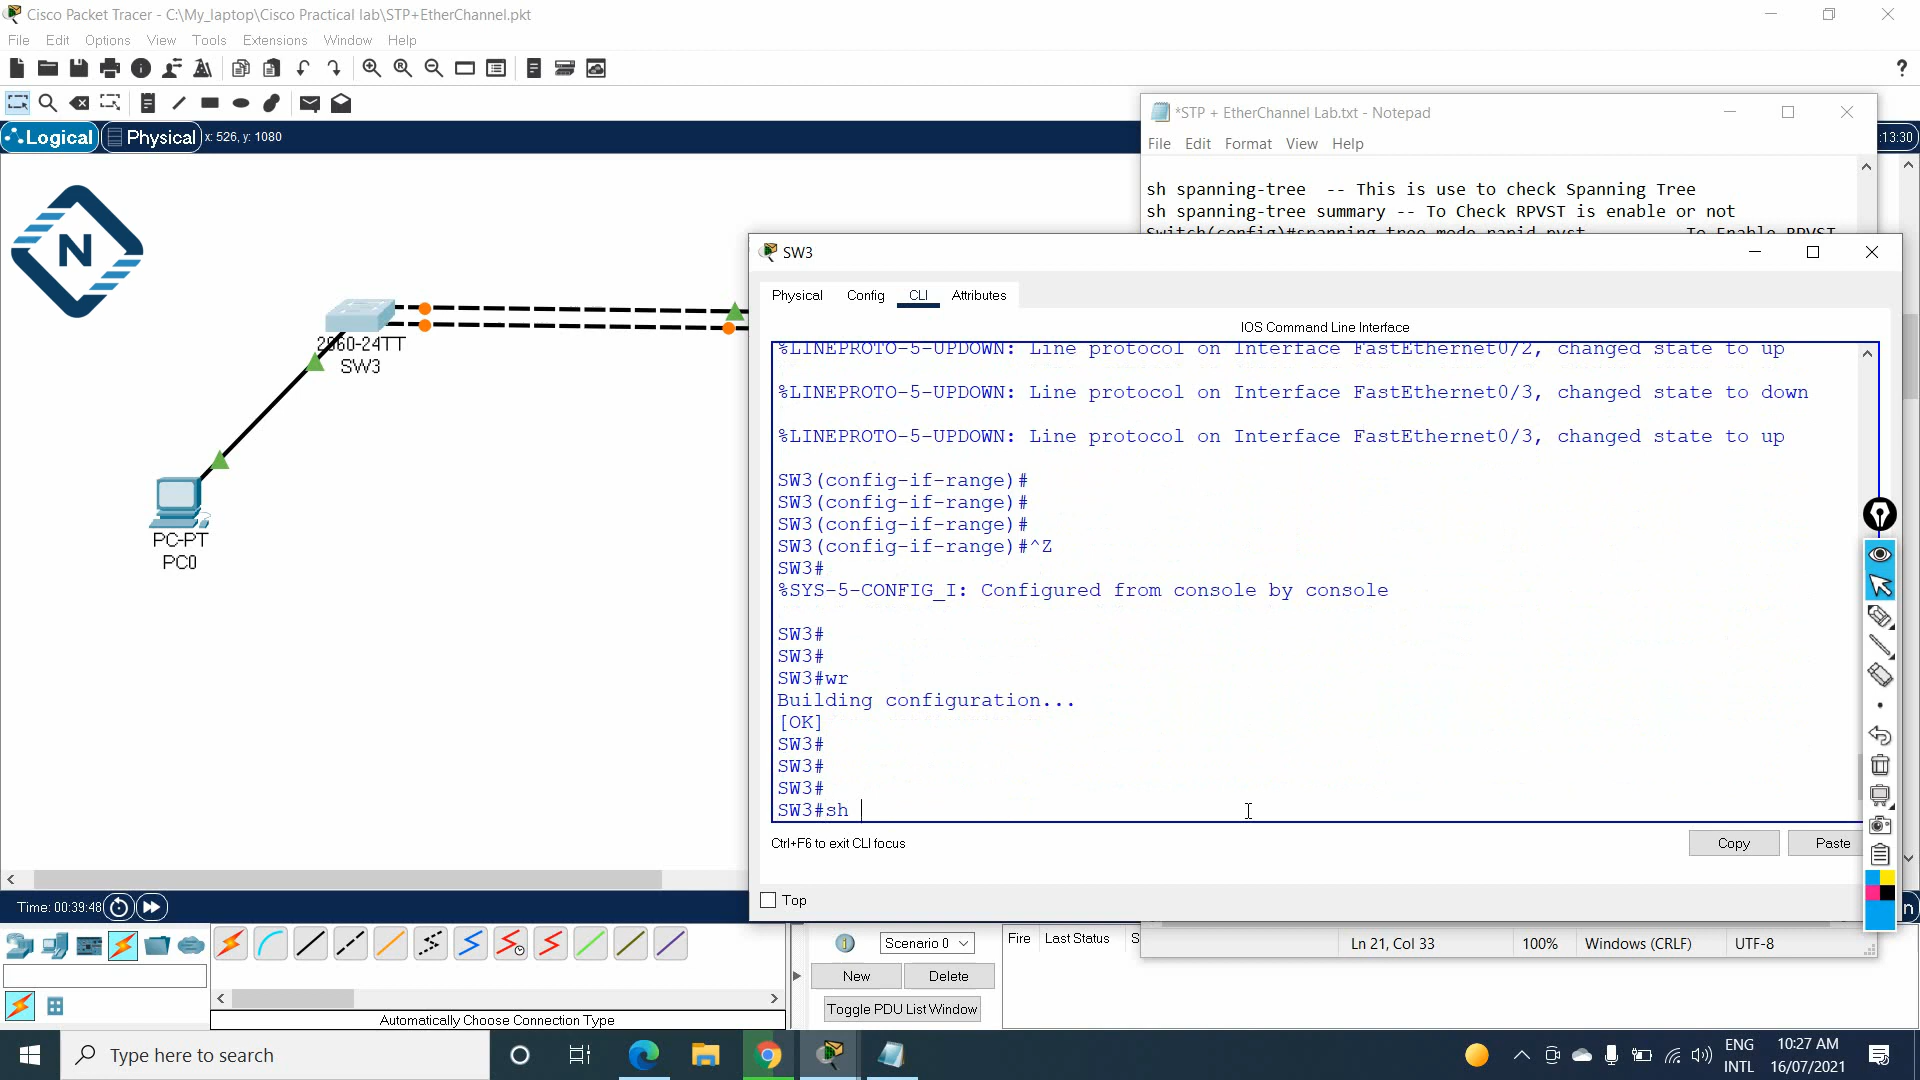 Cisco Packet Tracer - C:\My_laptop\Cisco Practical lab\STP+EtherChannel.pkt
File Edit Options View Tools Extensions Window Help
?
Logical Physical x: 526, y: 1080
:13:30
*STP + EtherChannel Lab.txt - Notepad
File Edit Format View Help
sh spanning-tree  -- This is use to check Spanning Tree
sh spanning-tree summary -- To Check RPVST is enable or not
N
2960-24TT
SW3
PC-PT
PC0
SW3
Physical Config CLI Attributes
IOS Command Line Interface
%LINEPROTO-5-UPDOWN: Line protocol on Interface FastEthernet0/2, changed state to up
%LINEPROTO-5-UPDOWN: Line protocol on Interface FastEthernet0/3, changed state to down
%LINEPROTO-5-UPDOWN: Line protocol on Interface FastEthernet0/3, changed state to up
SW3(config-if-range)#
SW3(config-if-range)#
SW3(config-if-range)#
SW3(config-if-range)#^Z
SW3#
%SYS-5-CONFIG_I: Configured from console by console
SW3#
SW3#
SW3#wr
Building configuration...
[OK]
SW3#
SW3#
SW3#
SW3#sh
Ctrl+F6 to exit CLI focus
Copy Paste
Top
Time: 00:39:48
n
Scenario 0
New Delete
Toggle PDU List Window
Fire Last Status S
Automatically Choose Connection Type
Ln 21, Col 33 100% Windows (CRLF) UTF-8
Type here to search
ENG
INTL
10:27 AM
16/07/2021